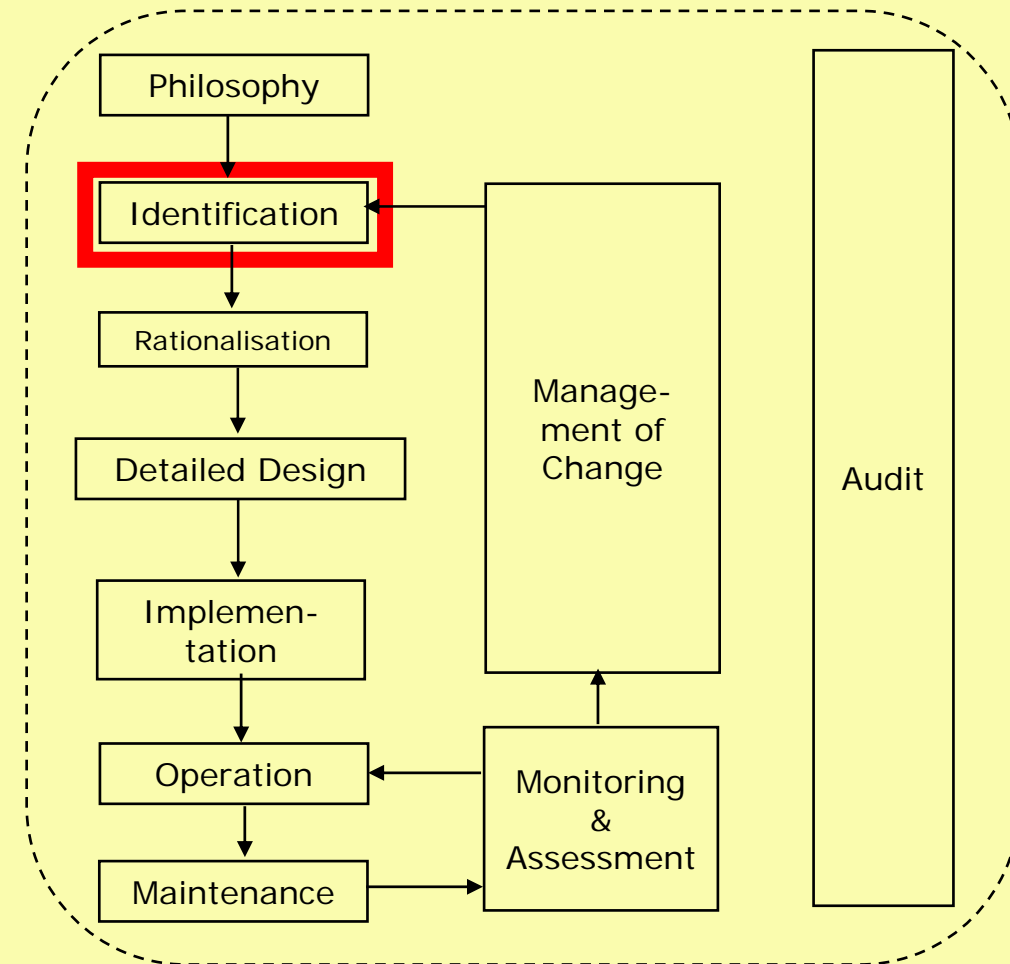 Philosophy
Identification
Rationalisation
Detailed Design
Implemen-
tation
Operation
Maintenance
Manage-
ment of
Change
Monitoring
&
Assessment
Audit